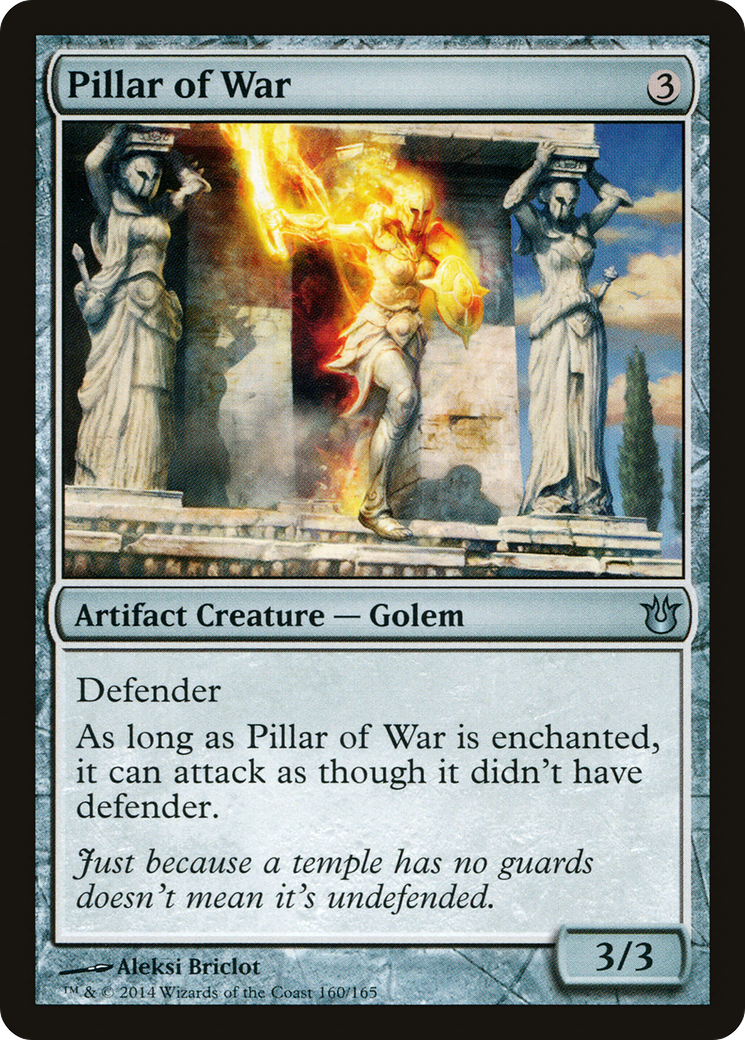 Pillar of War
3
Artifact Creature — Golem
Defender
As long as Pillar of War is enchanted,
it can attack as though it didn't have
defender.
Just because a temple has no guards
doesn't mean it's undefended.
3/3
Aleksi Briclot
™ & © 2014 Wizards of the Coast 160/165